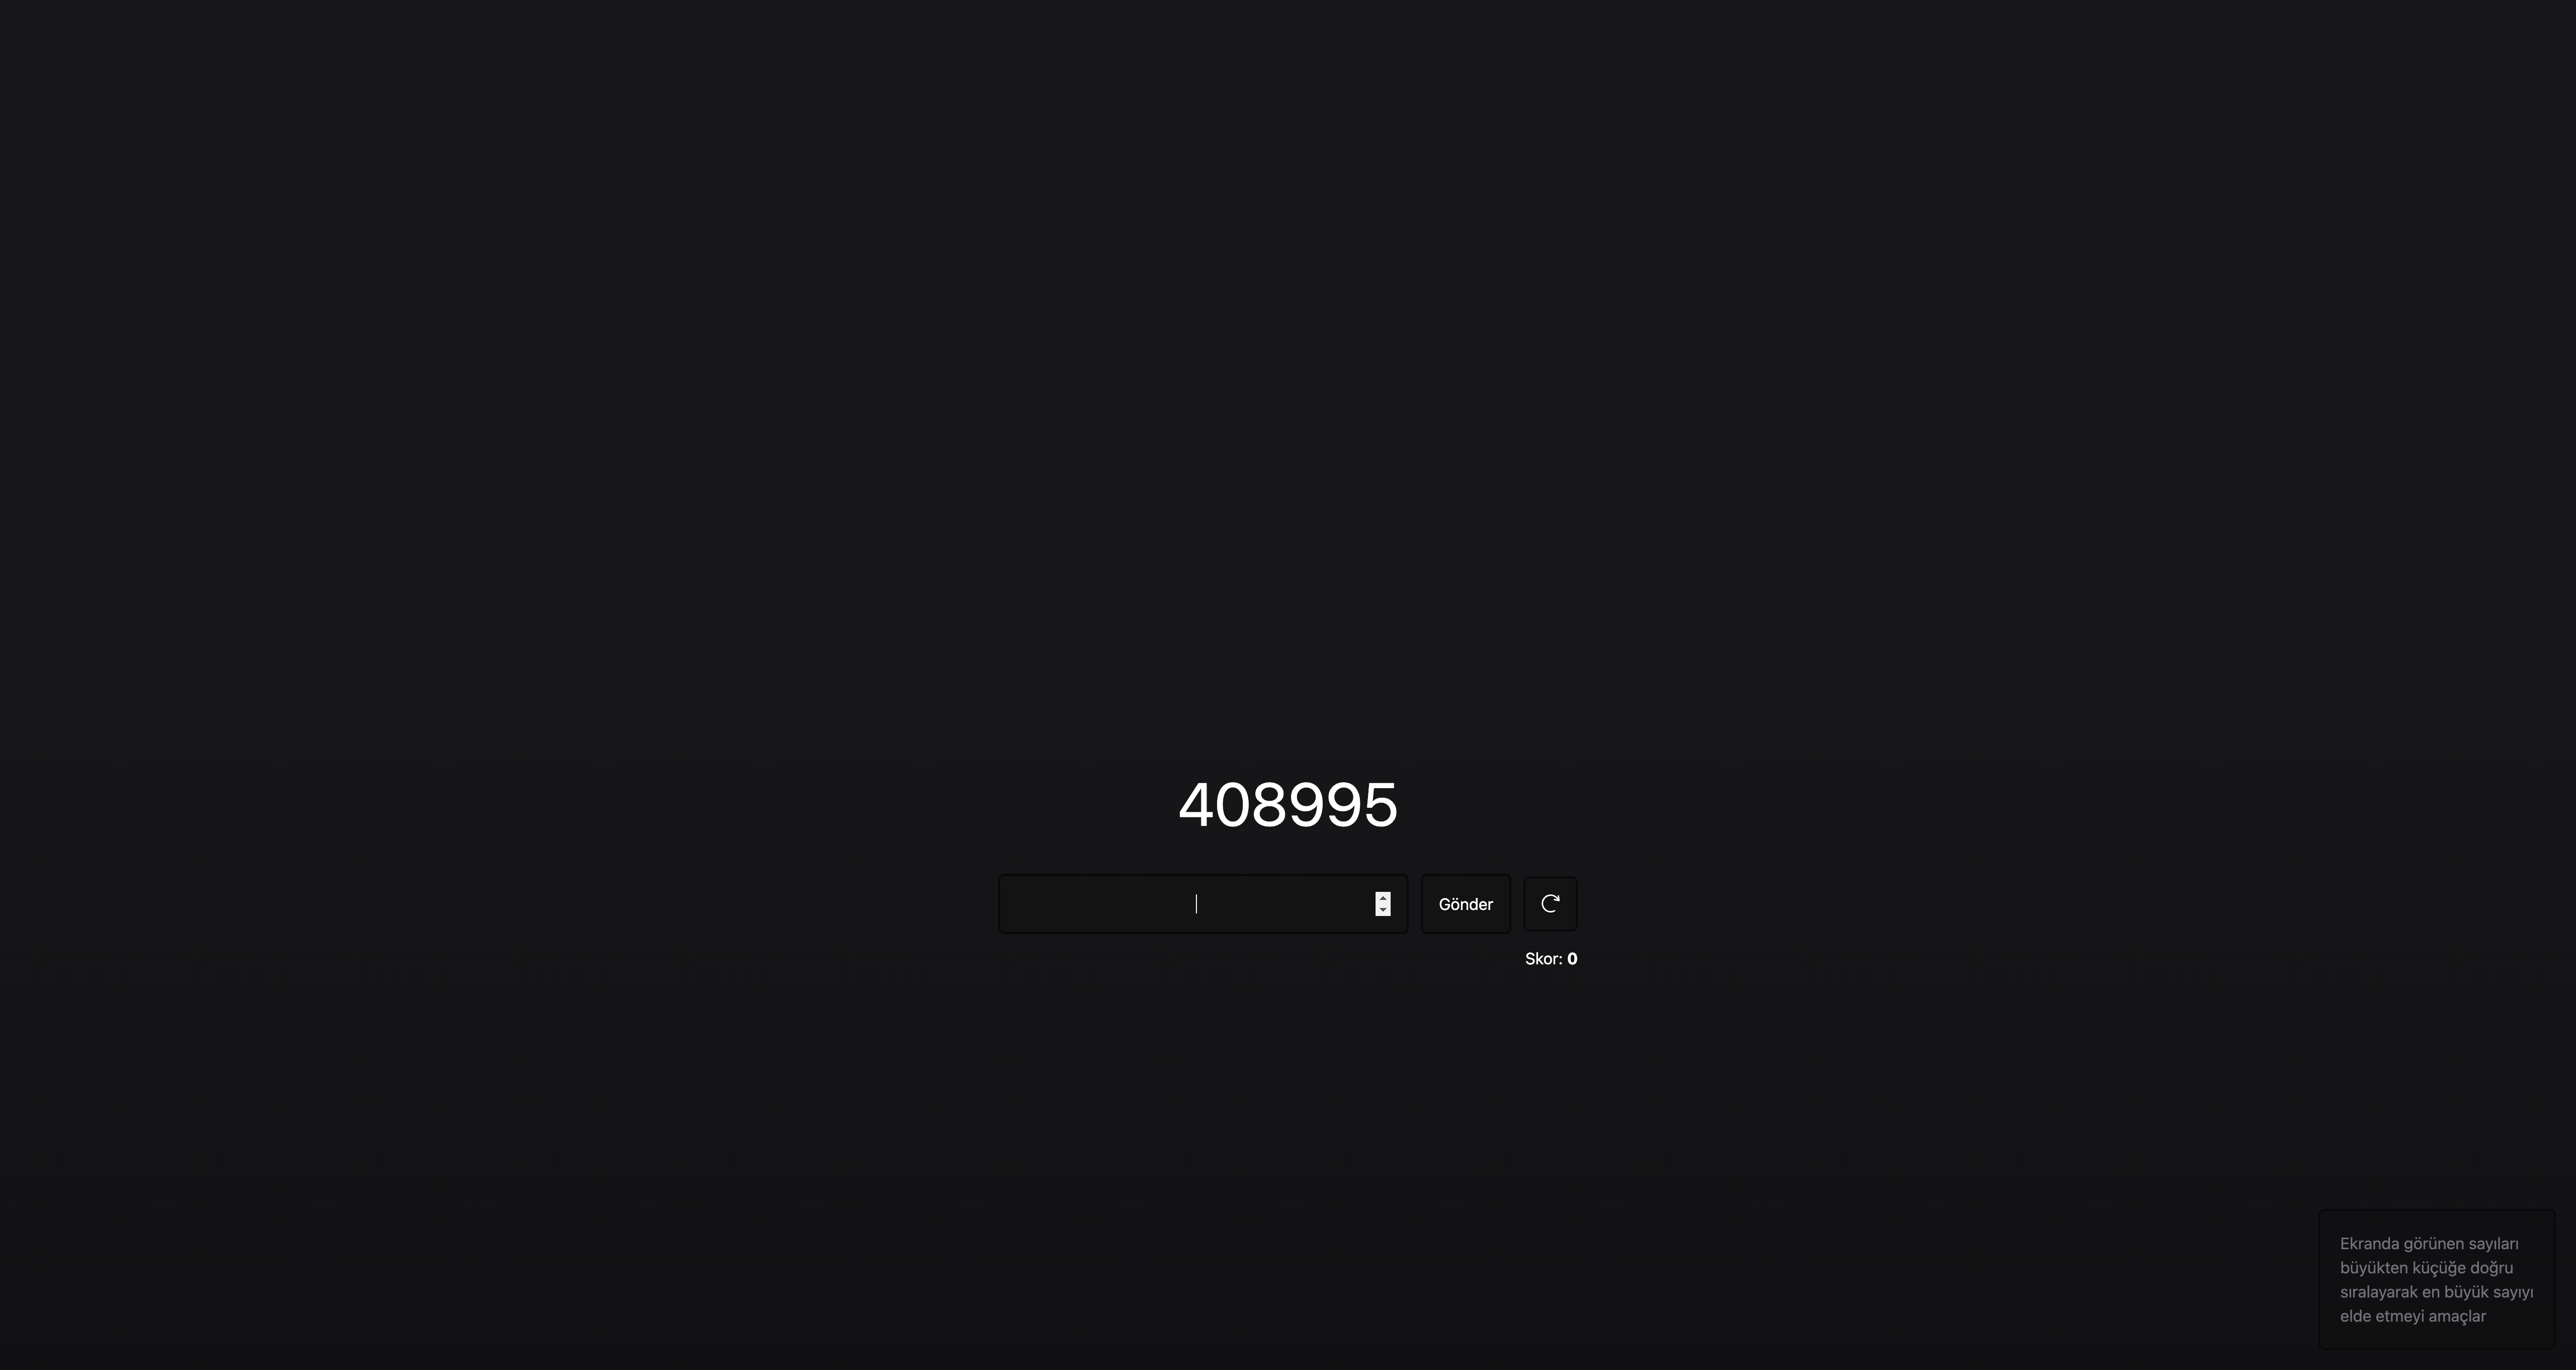 408995
Gönder
Skor: 0
Ekranda görünen sayıları
büyükten küçüğe doğru
sıralayarak en büyük sayıyı
elde etmeyi amaçlar